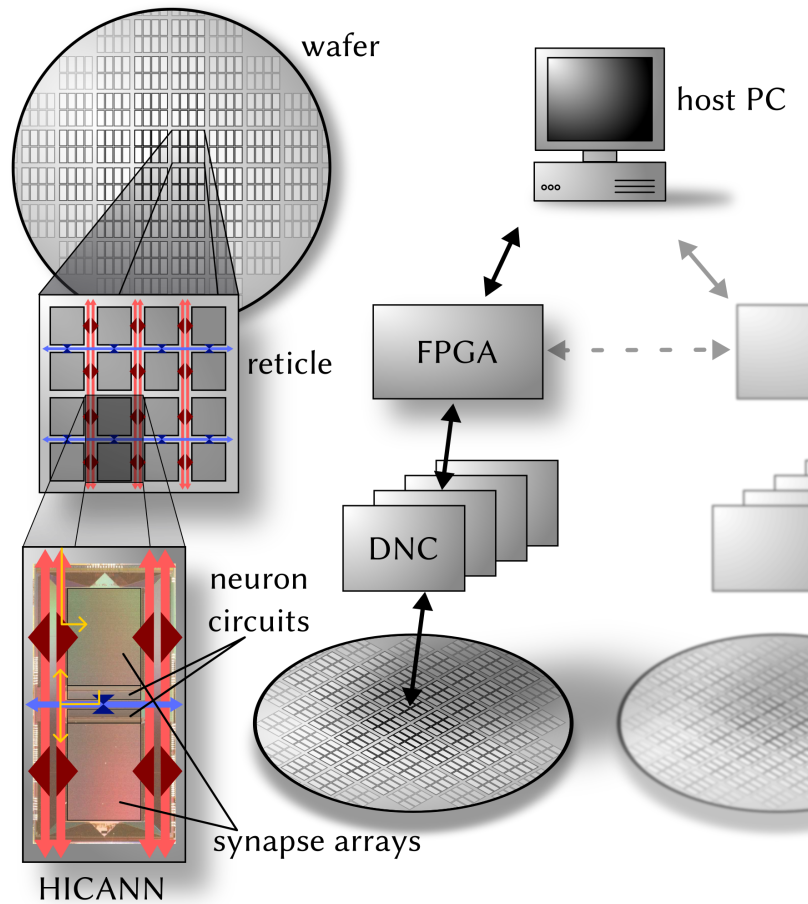 wafer
host PC
reticle
FPGA
DNC
neuron
circuits
synapse arrays
HICANN